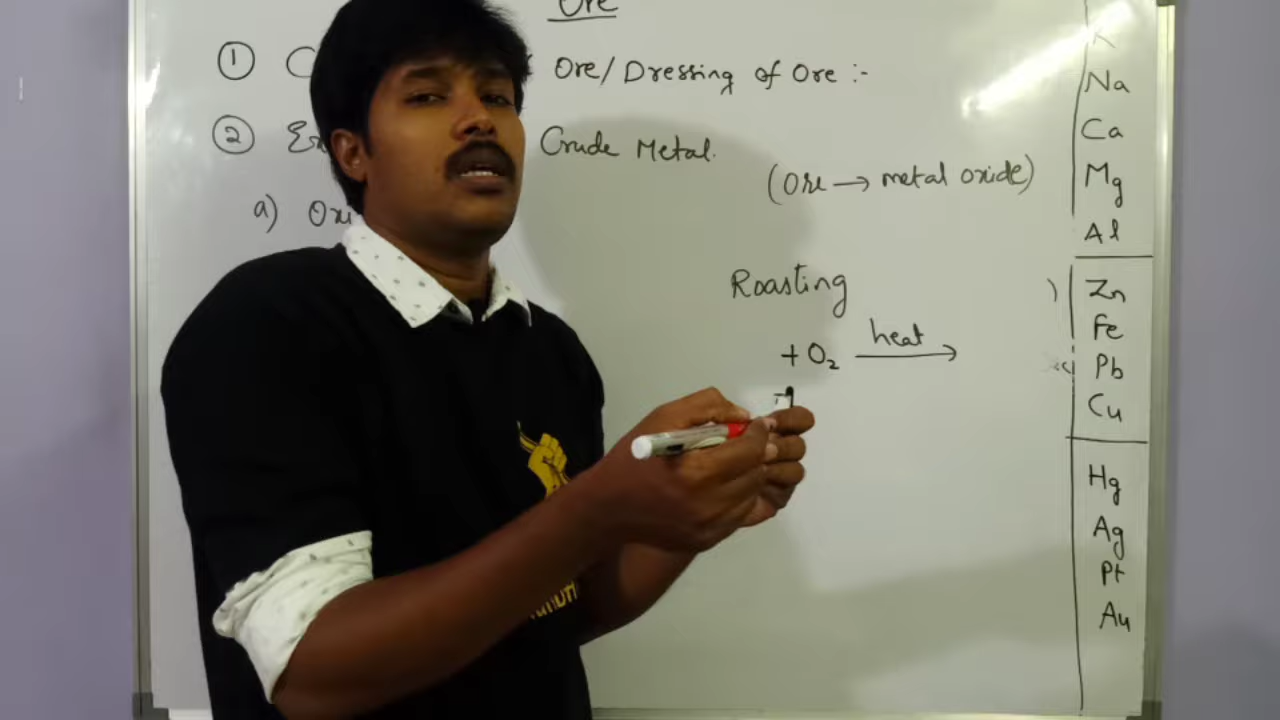 Ore
① Ore/Dressing of Ore :-
② Crude Metal.
(Ore → metal oxide)
a)
Roasting
+ O₂ heat →
K
Na
Ca
Mg
Al
Zn
Fe
Pb
Cu
Hg
Ag
Pt
Au